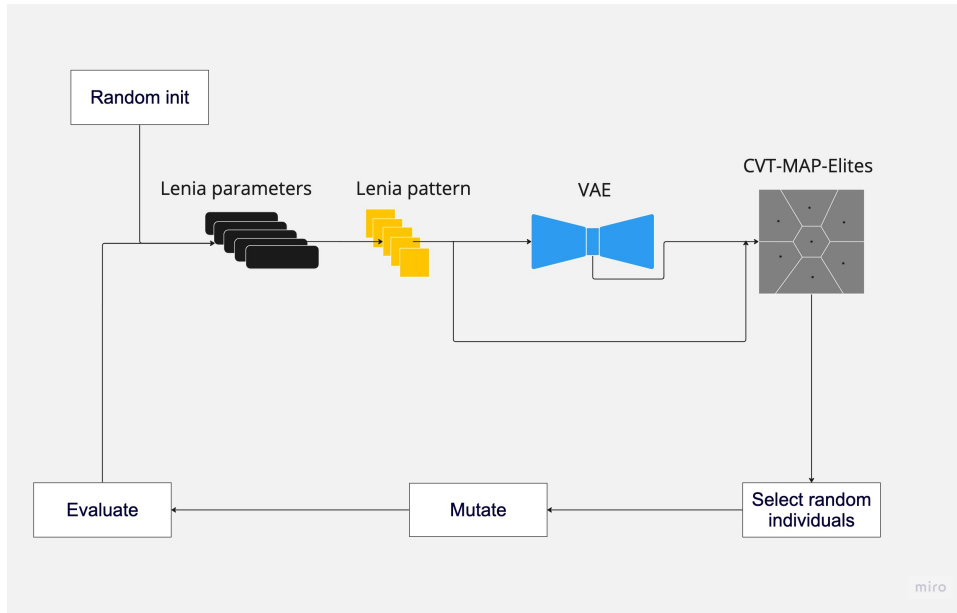 Random init
CVT-MAP-Elites
Lenia parameters
Lenia pattern
VAE
Evaluate
Mutate
Select random
individuals
miro